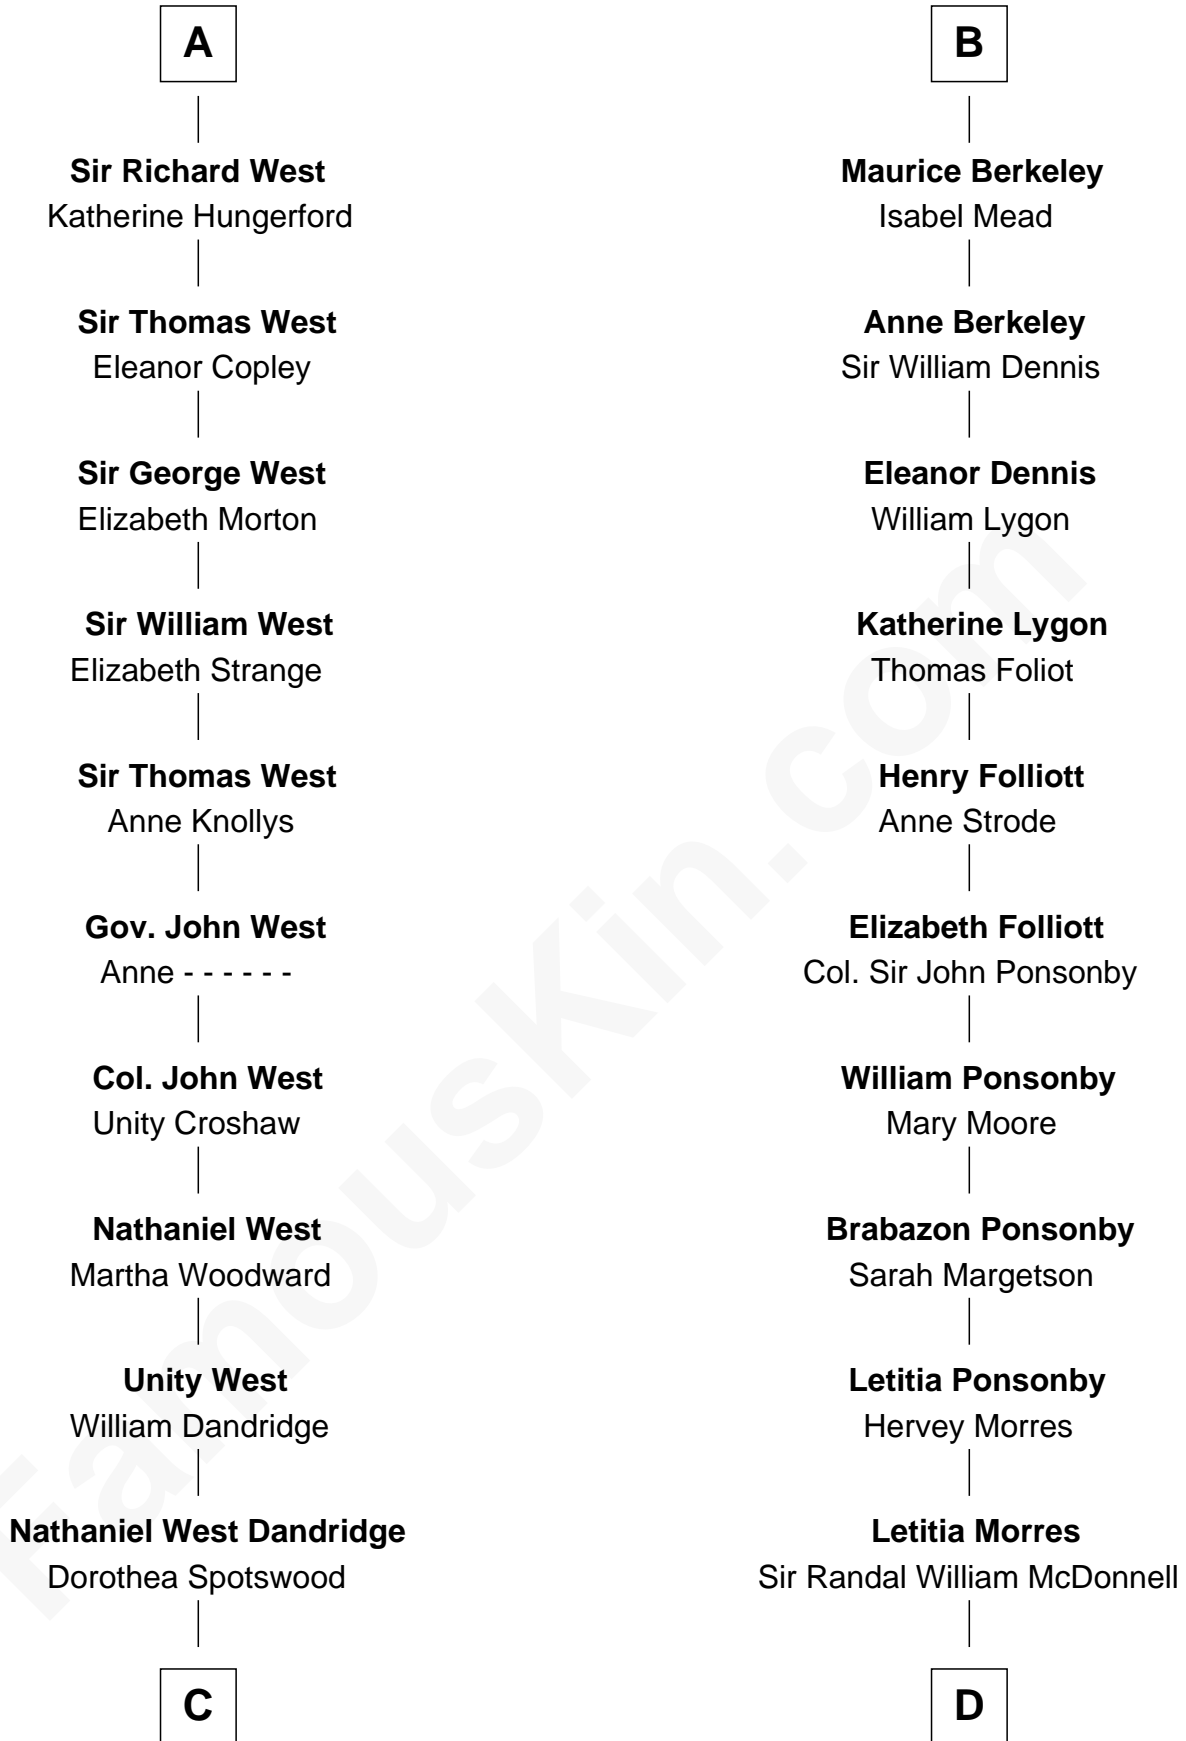 A
Sir Richard West
Katherine Hungerford
Sir Thomas West
Eleanor Copley
Sir George West
Elizabeth Morton
Sir William West
Elizabeth Strange
Sir Thomas West
Anne Knollys
Gov. John West
Anne - - - - - -
Col. John West
Unity Croshaw
Nathaniel West
Martha Woodward
Unity West
William Dandridge
Nathaniel West Dandridge
Dorothea Spotswood
C
B
Maurice Berkeley
Isabel Mead
Anne Berkeley
Sir William Dennis
Eleanor Dennis
William Lygon
Katherine Lygon
Thomas Foliot
Henry Folliott
Anne Strode
Elizabeth Folliott
Col. Sir John Ponsonby
William Ponsonby
Mary Moore
Brabazon Ponsonby
Sarah Margetson
Letitia Ponsonby
Hervey Morres
Letitia Morres
Sir Randal William McDonnell
D
FamousKin.com